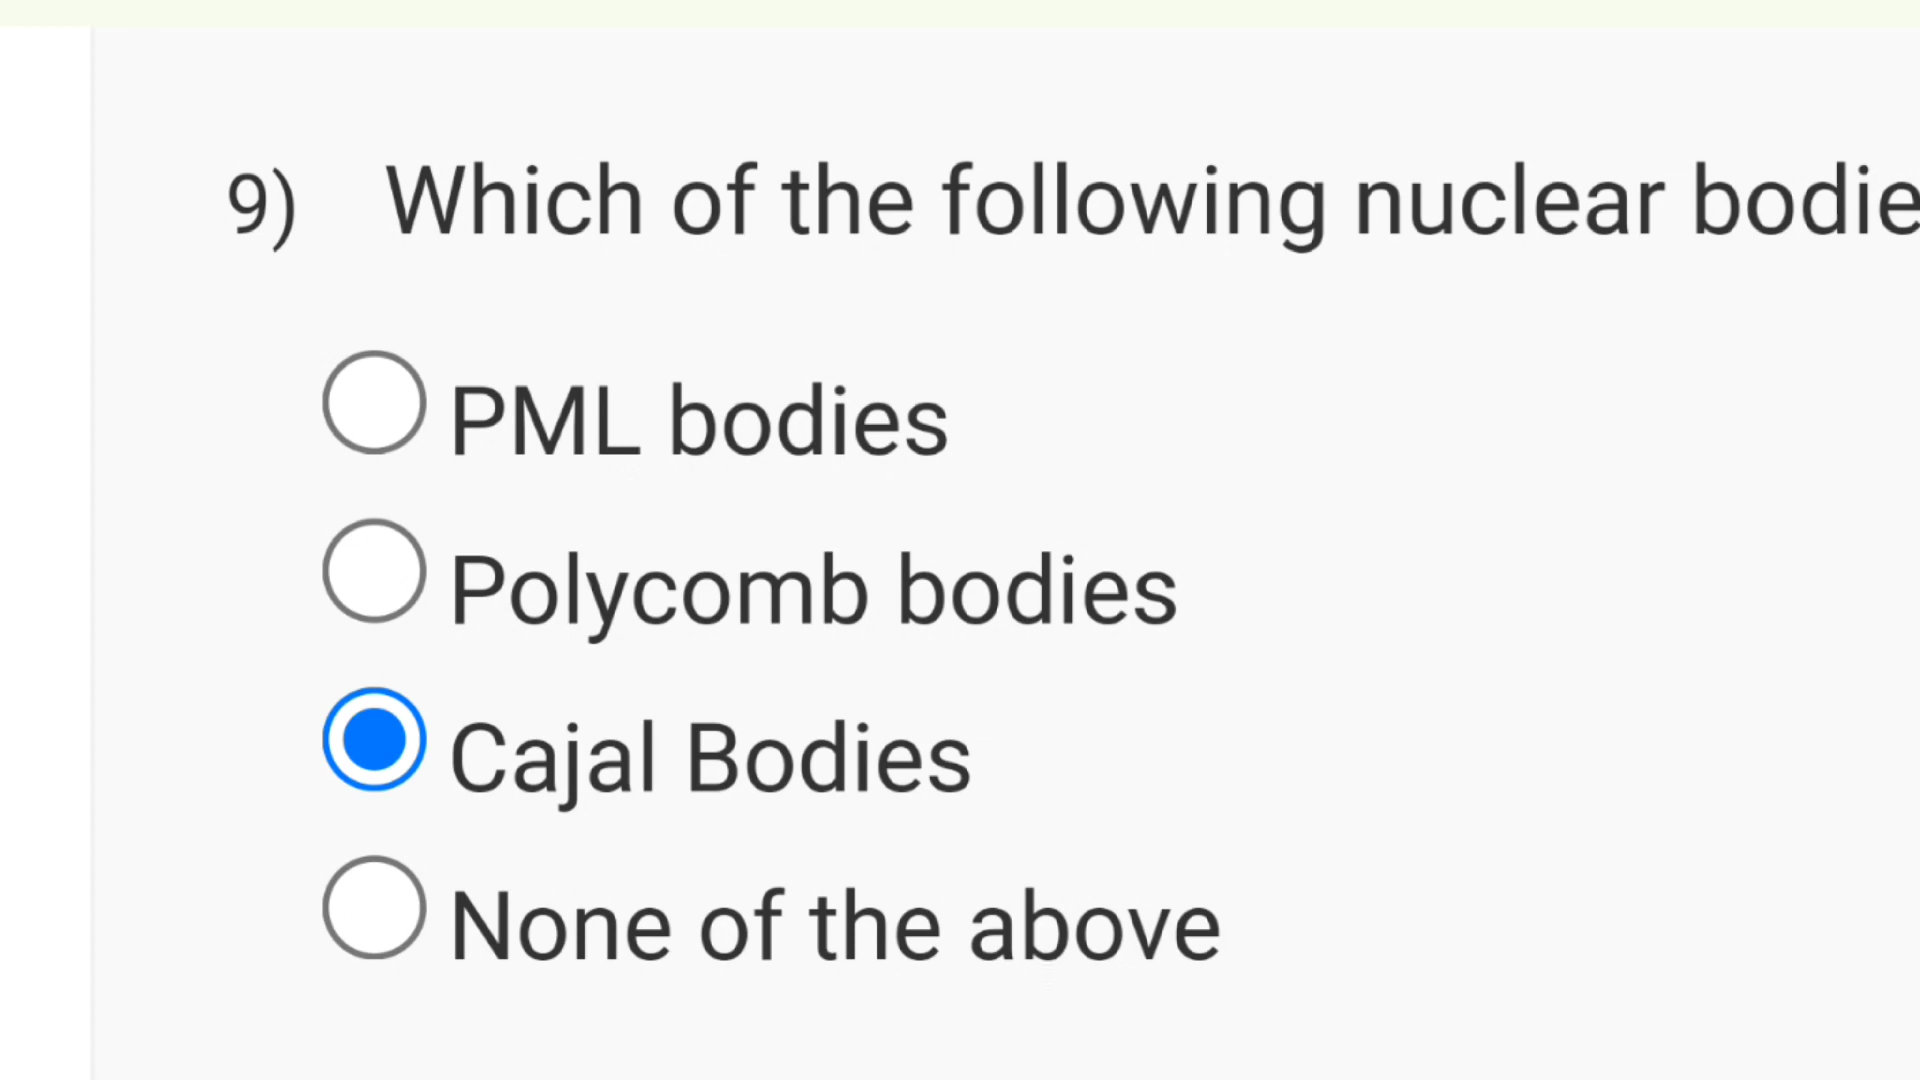 9) Which of the following nuclear bodie
PML bodies
Polycomb bodies
Cajal Bodies
None of the above